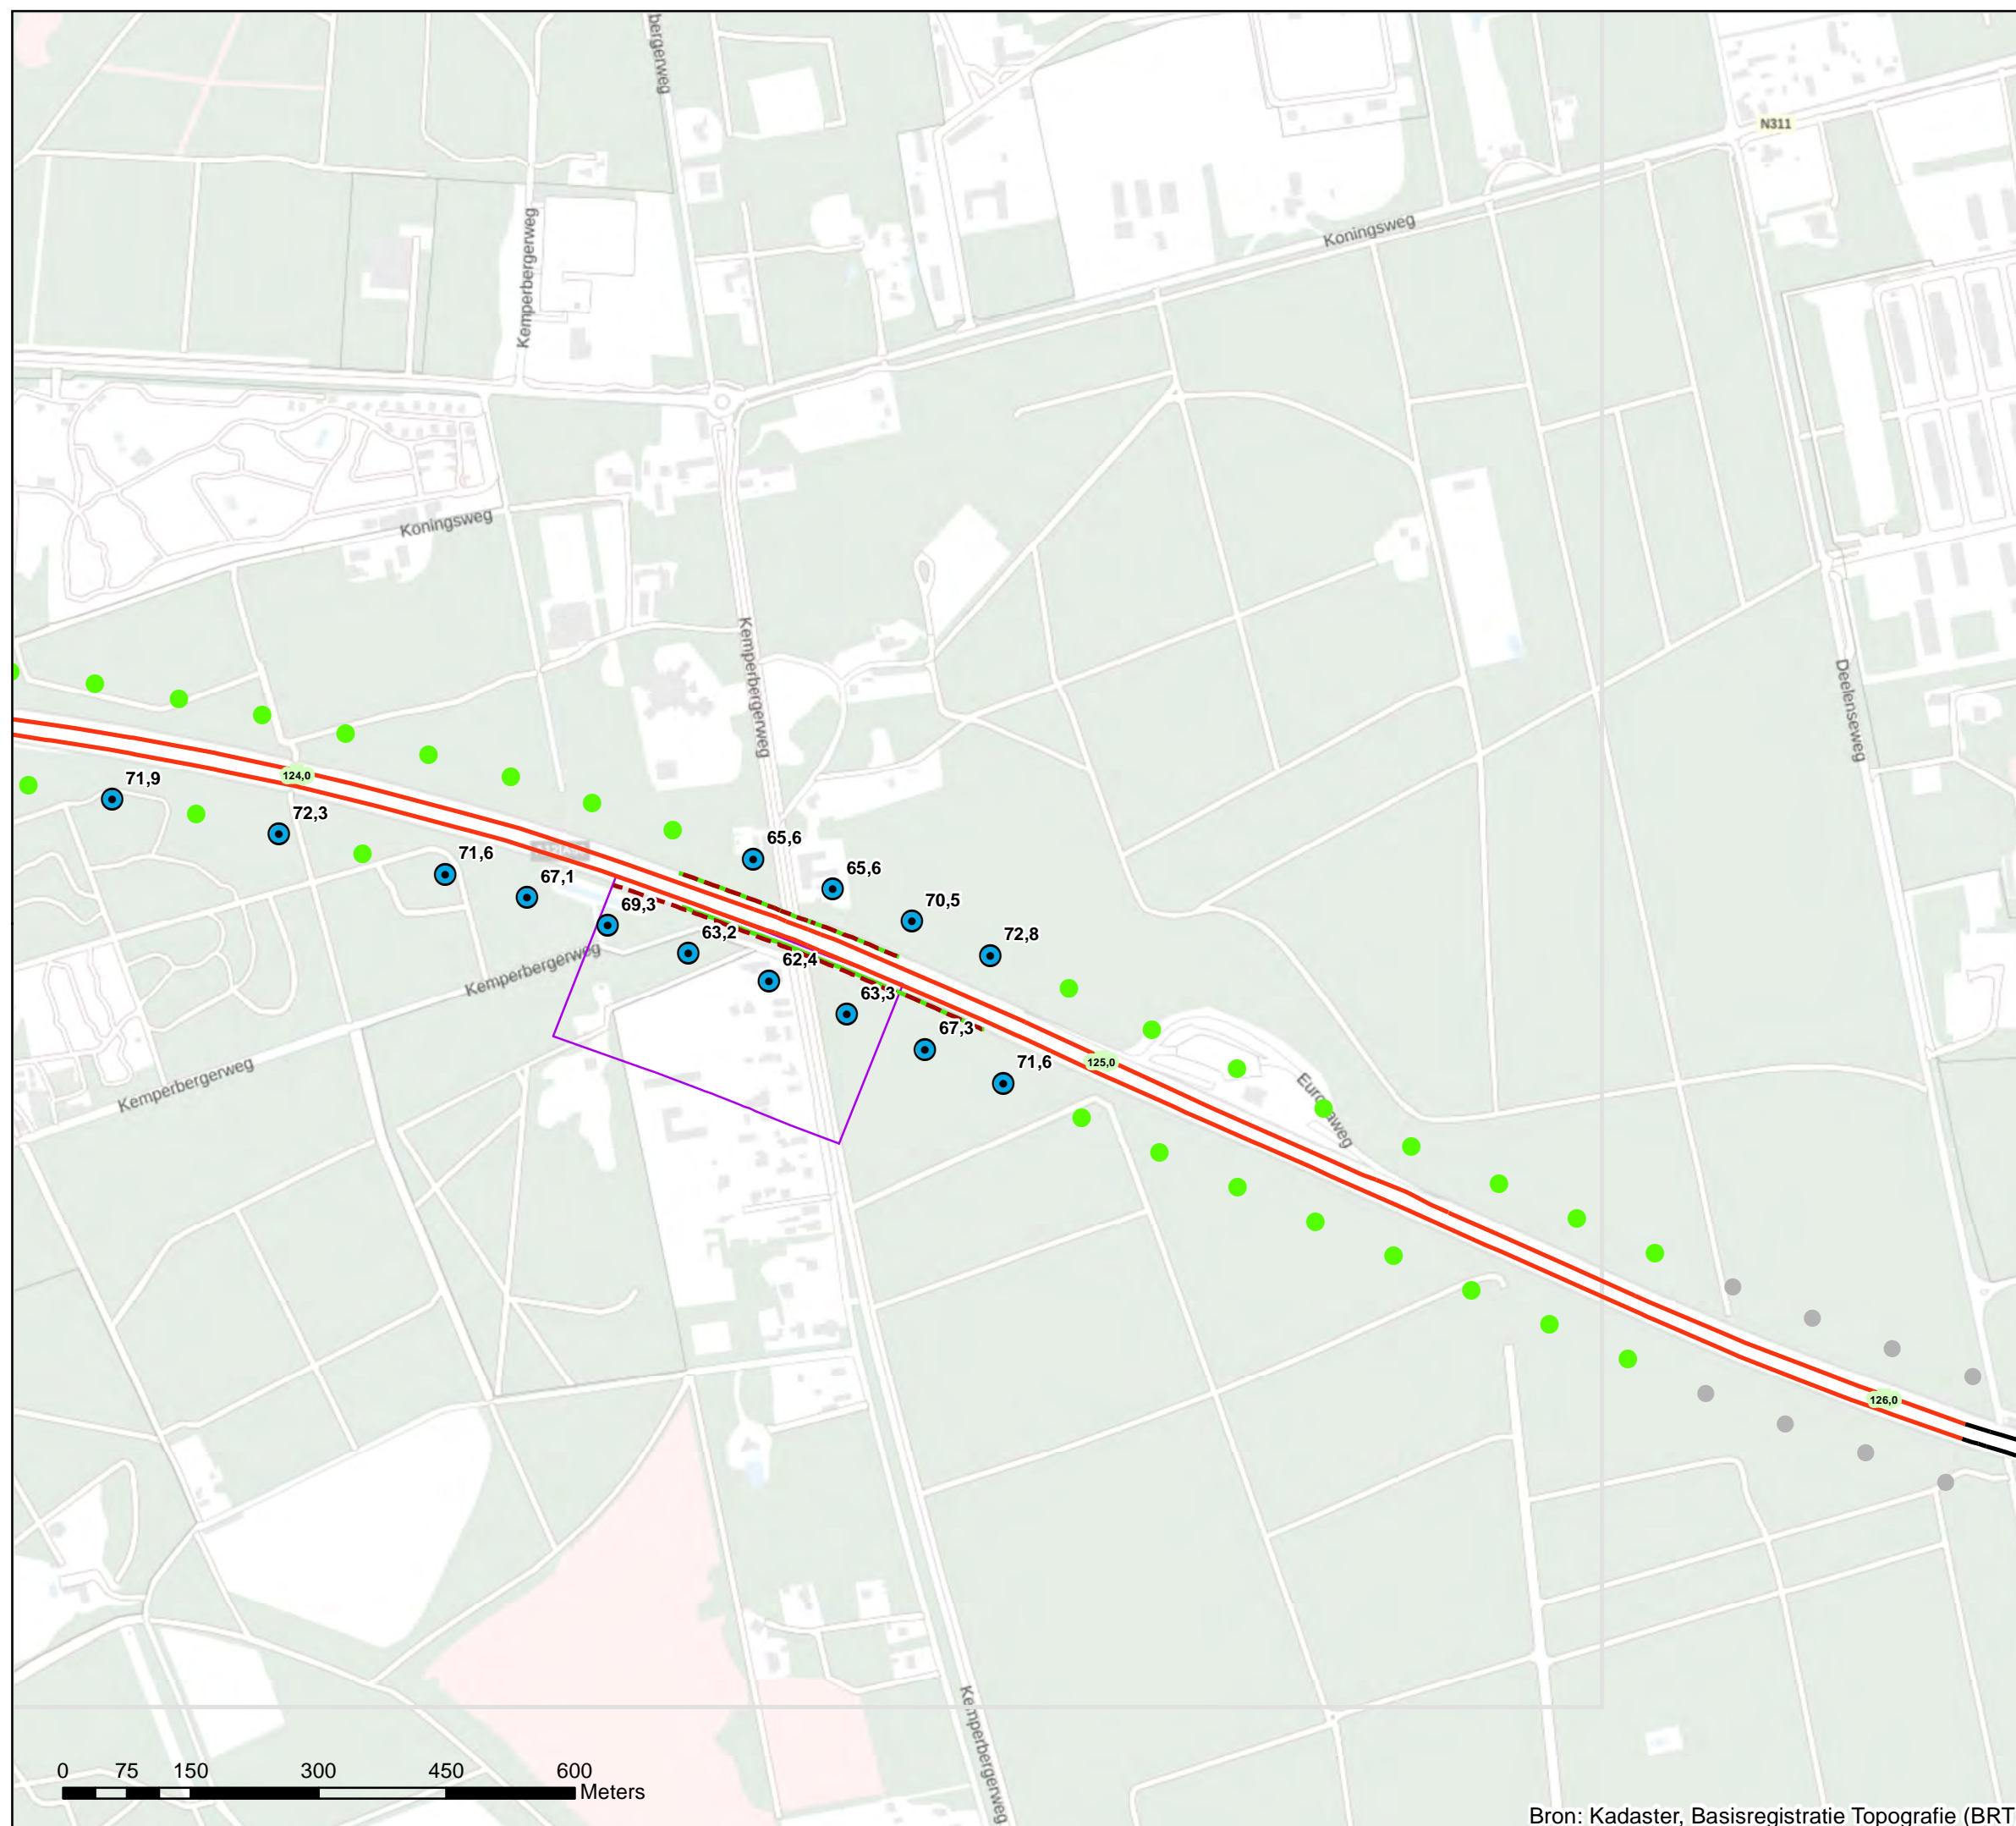 bergerweg
N311
Koningsweg
Kemperbergerweg
Koningsweg
Kemperbergerweg
Deelenseweg
71,9
124,0
72,3
71,6
67,1
69,3
63,2
62,4
63,3
67,3
71,6
65,6
65,6
70,5
72,8
Kemperbergerweg
Kemperbergerweg
125,0
126,0
Kemperbergerweg
0 75 150 300 450 600
Meters
Bron: Kadaster, Basisregistratie Topografie (BRT